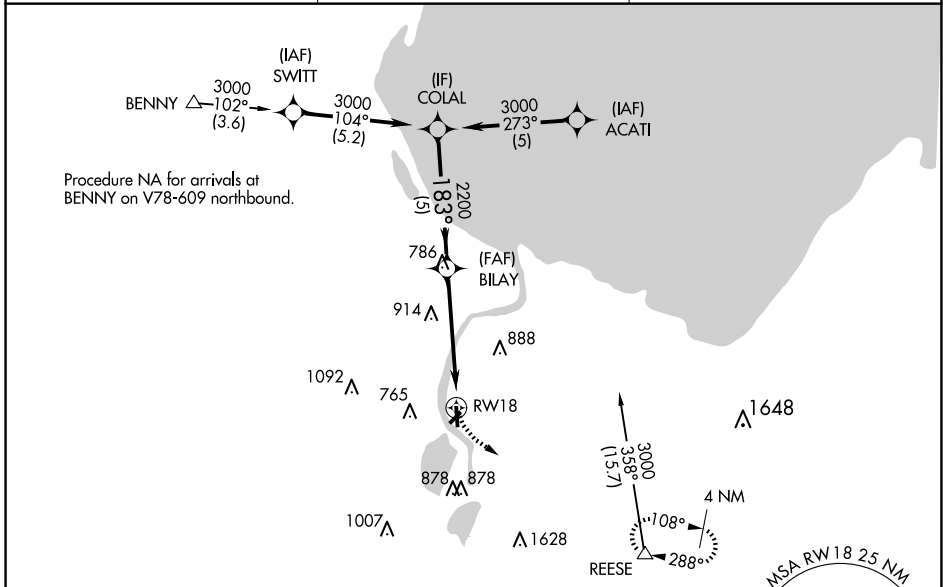 (IAF)
SWITT
(IF)
COLAL
BENNY
3000
102°
(3.6)
3000
104°
(5.2)
3000
273°
(5)
(IAF)
ACATI
Procedure NA for arrivals at
BENNY on V78-609 northbound.
2200
183°
(5)
786
(FAF)
BILAY
914
888
1092
765
RW18
1648
3000
358°
(15.7)
878
878
4 NM
108°
1007
1628
288°
REESE
MSA RW18 25 NM